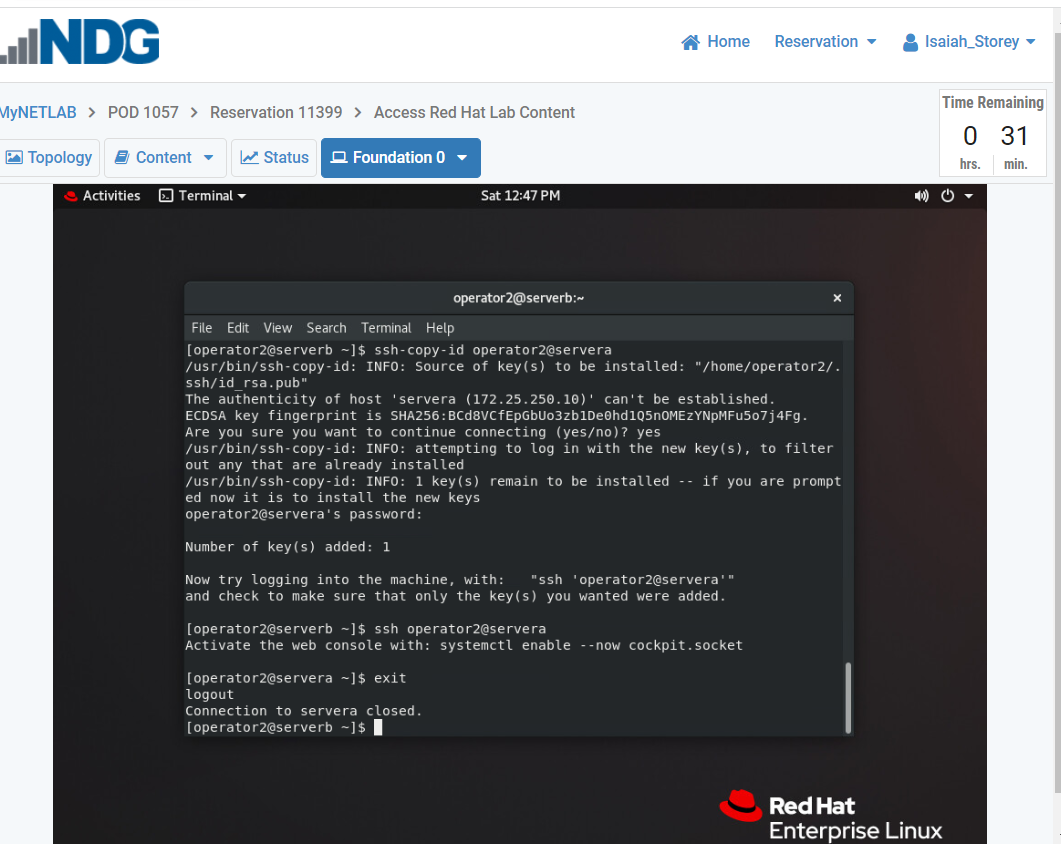 NDG
Home
Reservation
Isaiah_Storey
MyNETLAB > POD 1057 > Reservation 11399 > Access Red Hat Lab Content
Time Remaining
0 31
hrs. min.
Topology
Content
Status
Foundation 0
Activities
Terminal
Sat 12:47 PM
operator2@serverb:~
File Edit View Search Terminal Help
[operator2@serverb ~]$ ssh-copy-id operator2@servera
/usr/bin/ssh-copy-id: INFO: Source of key(s) to be installed: "/home/operator2/.
ssh/id_rsa.pub"
The authenticity of host 'servera (172.25.250.10)' can't be established.
ECDSA key fingerprint is SHA256:BCd8VCfEpGbUo3zb1De0hd1Q5nOMEzYNpMFu5o7j4Fg.
Are you sure you want to continue connecting (yes/no)? yes
/usr/bin/ssh-copy-id: INFO: attempting to log in with the new key(s), to filter
out any that are already installed
/usr/bin/ssh-copy-id: INFO: 1 key(s) remain to be installed -- if you are prompt
ed now it is to install the new keys
operator2@servera's password:
Number of key(s) added: 1
Now try logging into the machine, with:   "ssh 'operator2@servera'"
and check to make sure that only the key(s) you wanted were added.
[operator2@serverb ~]$ ssh operator2@servera
Activate the web console with: systemctl enable --now cockpit.socket
[operator2@servera ~]$ exit
logout
Connection to servera closed.
[operator2@serverb ~]$
Red Hat
Enterprise Linux